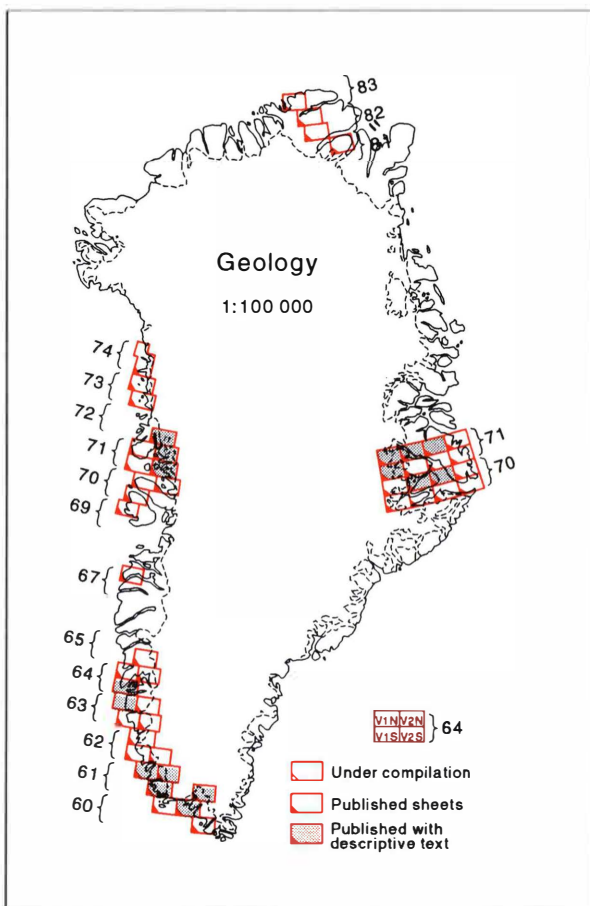 83
82
81
Geology
1:100 000
74
73
72
71
70
69
71
70
67
65
64
63
62
61
60
V1N V2N
V1S V2S
64
Under compilation
Published sheets
Published with
descriptive text